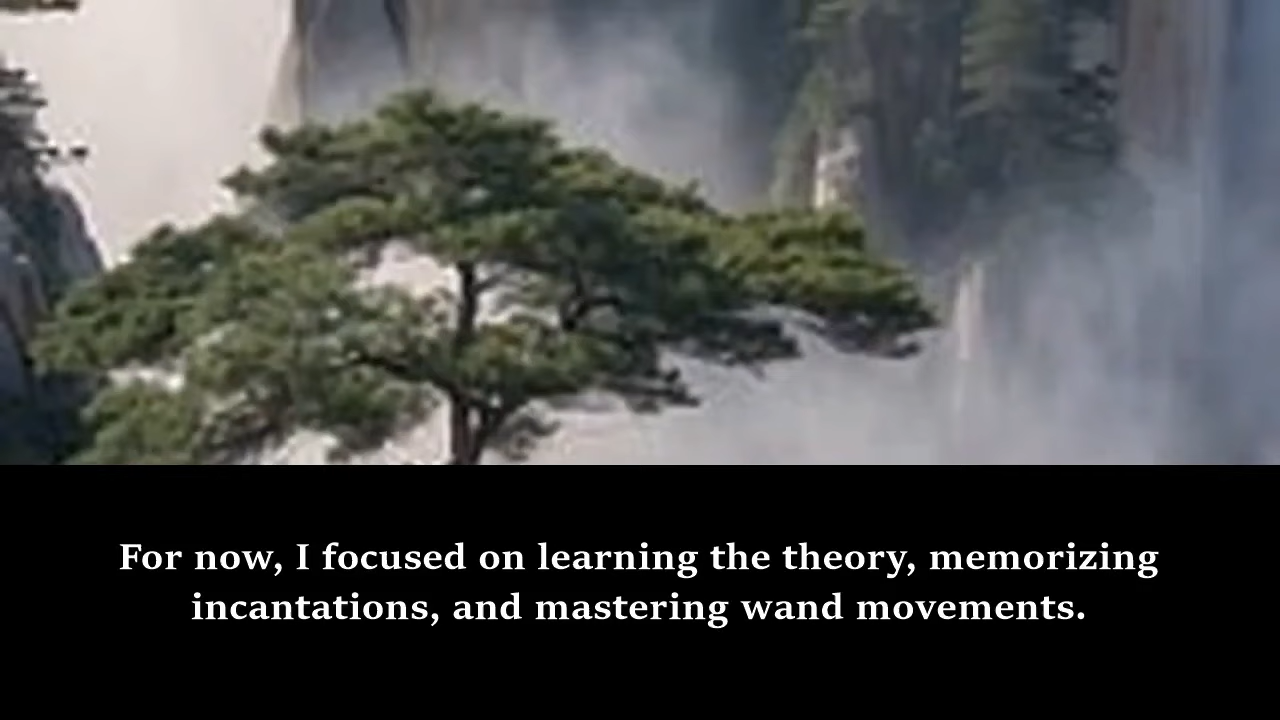 For now, I focused on learning the theory, memorizing
incantations, and mastering wand movements.